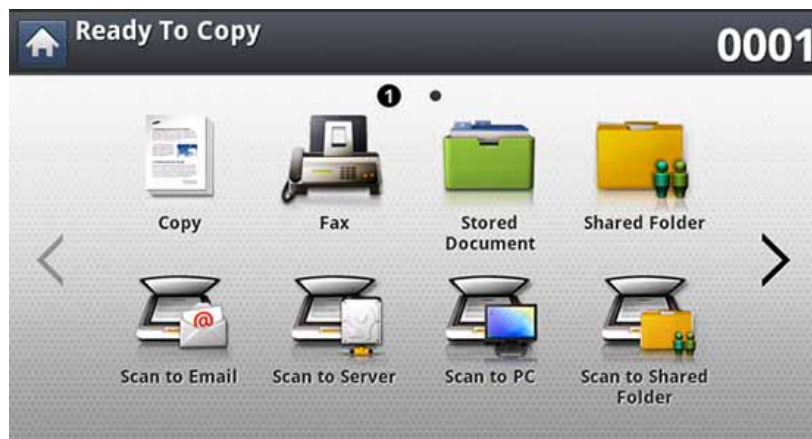 Ready To Copy
0001
1
Copy
Fax
Stored
Document
Shared Folder
@
Scan to Email
Scan to Server
Scan to PC
Scan to Shared
Folder